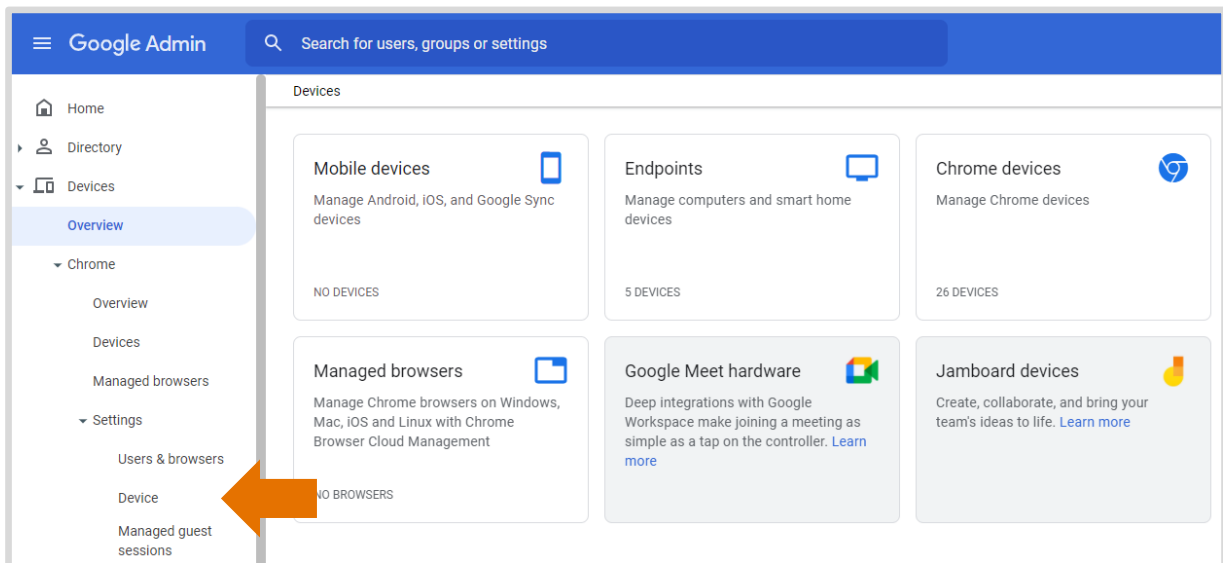 Google Admin
Search for users, groups or settings
Home
Directory
Devices
Overview
Chrome
Overview
Devices
Managed browsers
Settings
Users & browsers
Device
Managed guest
sessions
Devices
Mobile devices
Manage Android, iOS, and Google Sync
devices
NO DEVICES
Endpoints
Manage computers and smart home
devices
5 DEVICES
Chrome devices
Manage Chrome devices
26 DEVICES
Managed browsers
Manage Chrome browsers on Windows,
Mac, iOS and Linux with Chrome
Browser Cloud Management
NO BROWSERS
Google Meet hardware
Deep integrations with Google
Workspace make joining a meeting as
simple as a tap on the controller. Learn
more
Jamboard devices
Create, collaborate, and bring your
team's ideas to life. Learn more